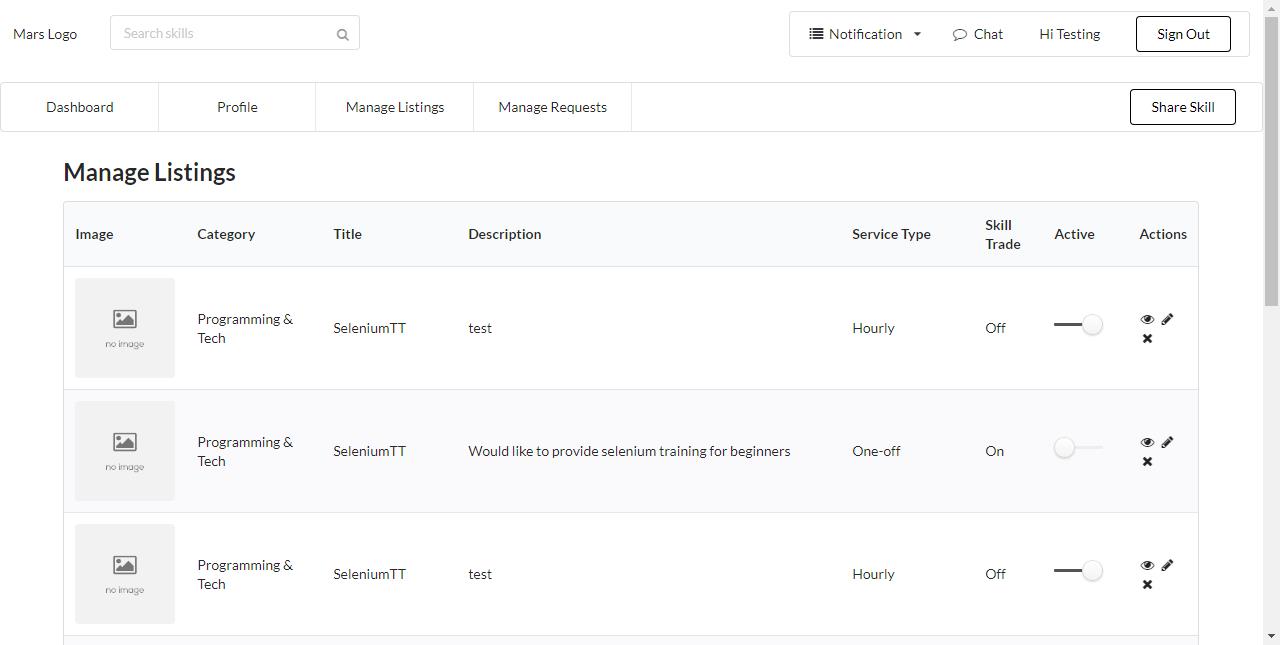 Mars Logo
Search skills
Notification
Chat
Hi Testing
Sign Out
Dashboard
Profile
Manage Listings
Manage Requests
Share Skill
Manage Listings
Image
Category
Title
Description
Service Type
Skill
Trade
Active
Actions
no image
Programming &
Tech
SeleniumTT
test
Hourly
Off
no image
Programming &
Tech
SeleniumTT
Would like to provide selenium training for beginners
One-off
On
no image
Programming &
Tech
SeleniumTT
test
Hourly
Off